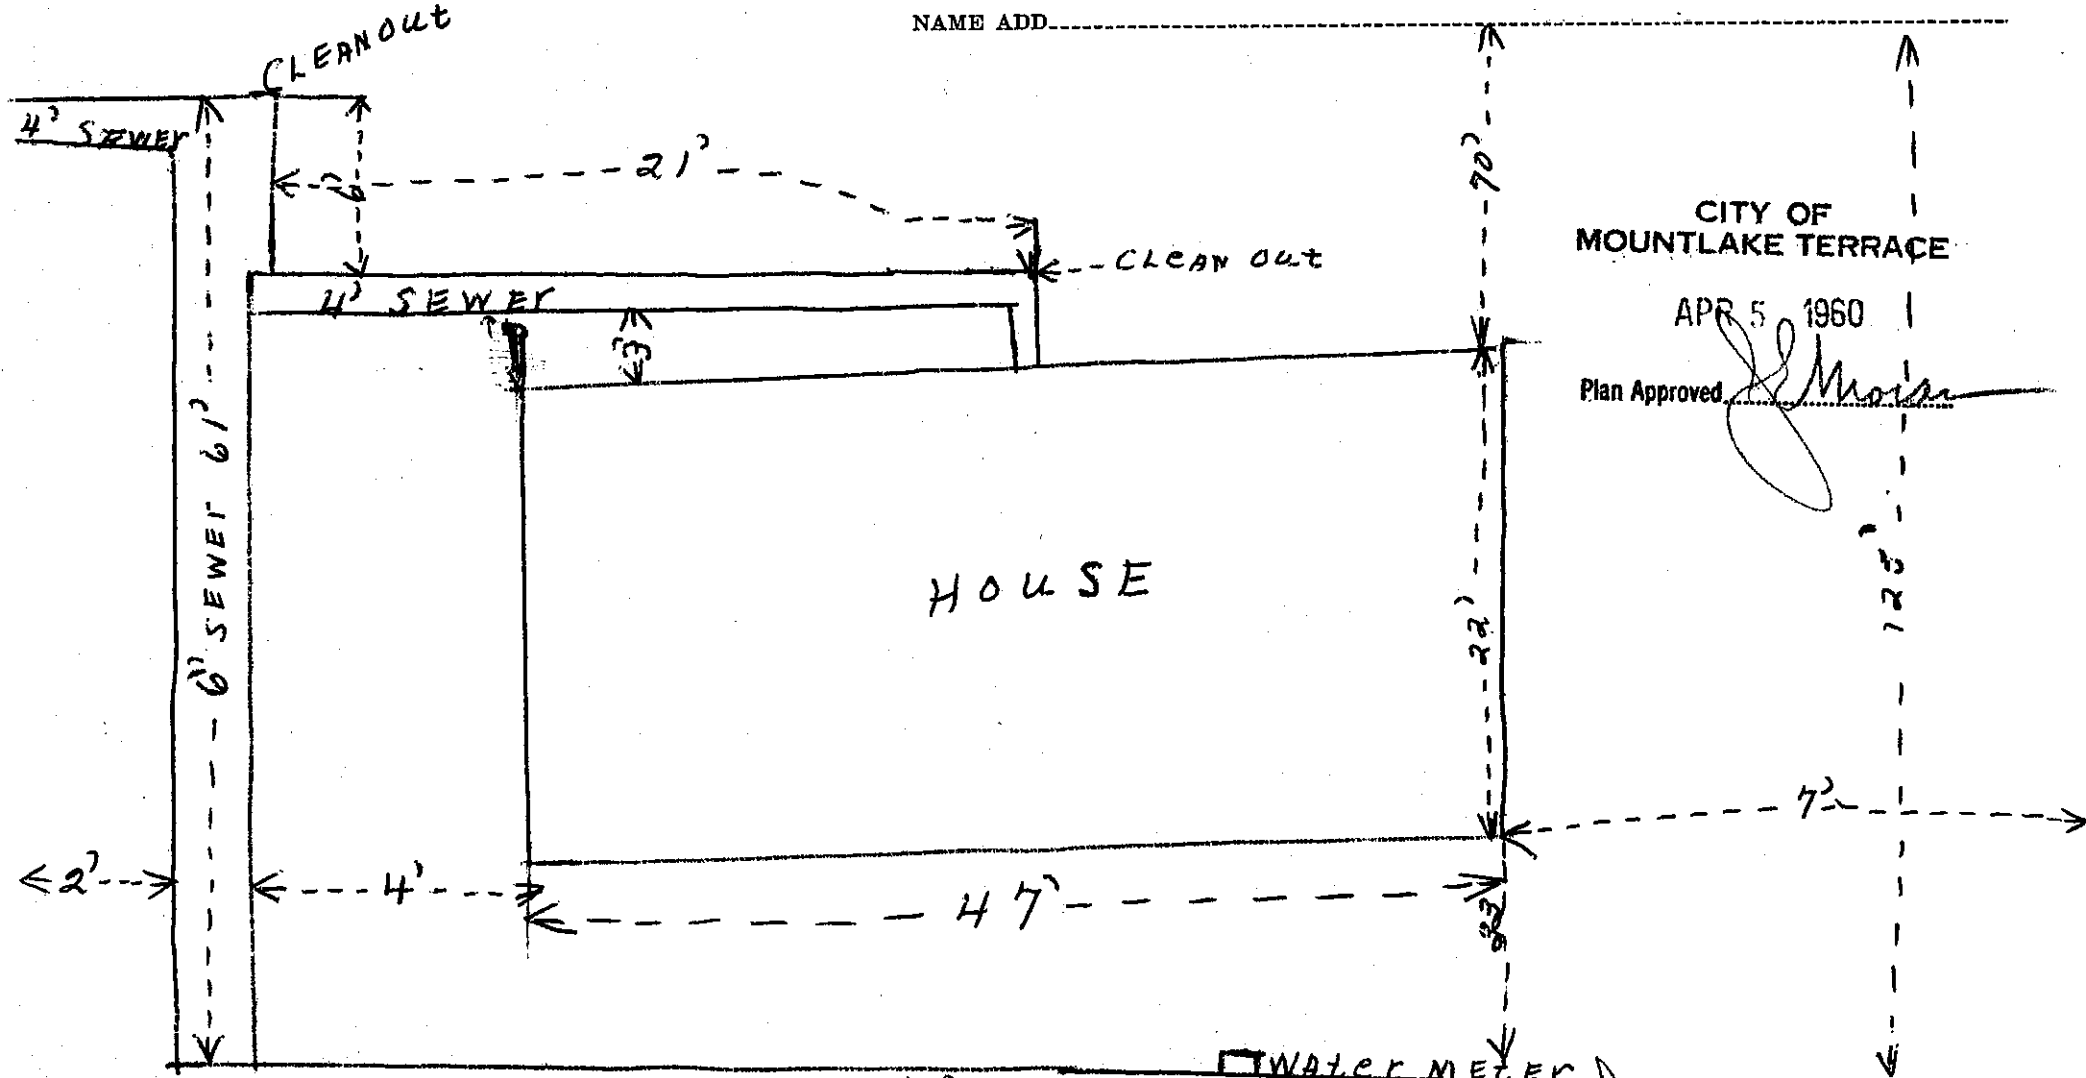 NAME ADD
CLEANOUT
4" SEWER
6'
21'
70'
CLEAN OUT
CITY OF
MOUNTLAKE TERRACE
APR 5 1960
Plan Approved
4" SEWER
3'
6" SEWER 61'
HOUSE
22'
125'
7'
2'
4'
47'
33
WATER METER